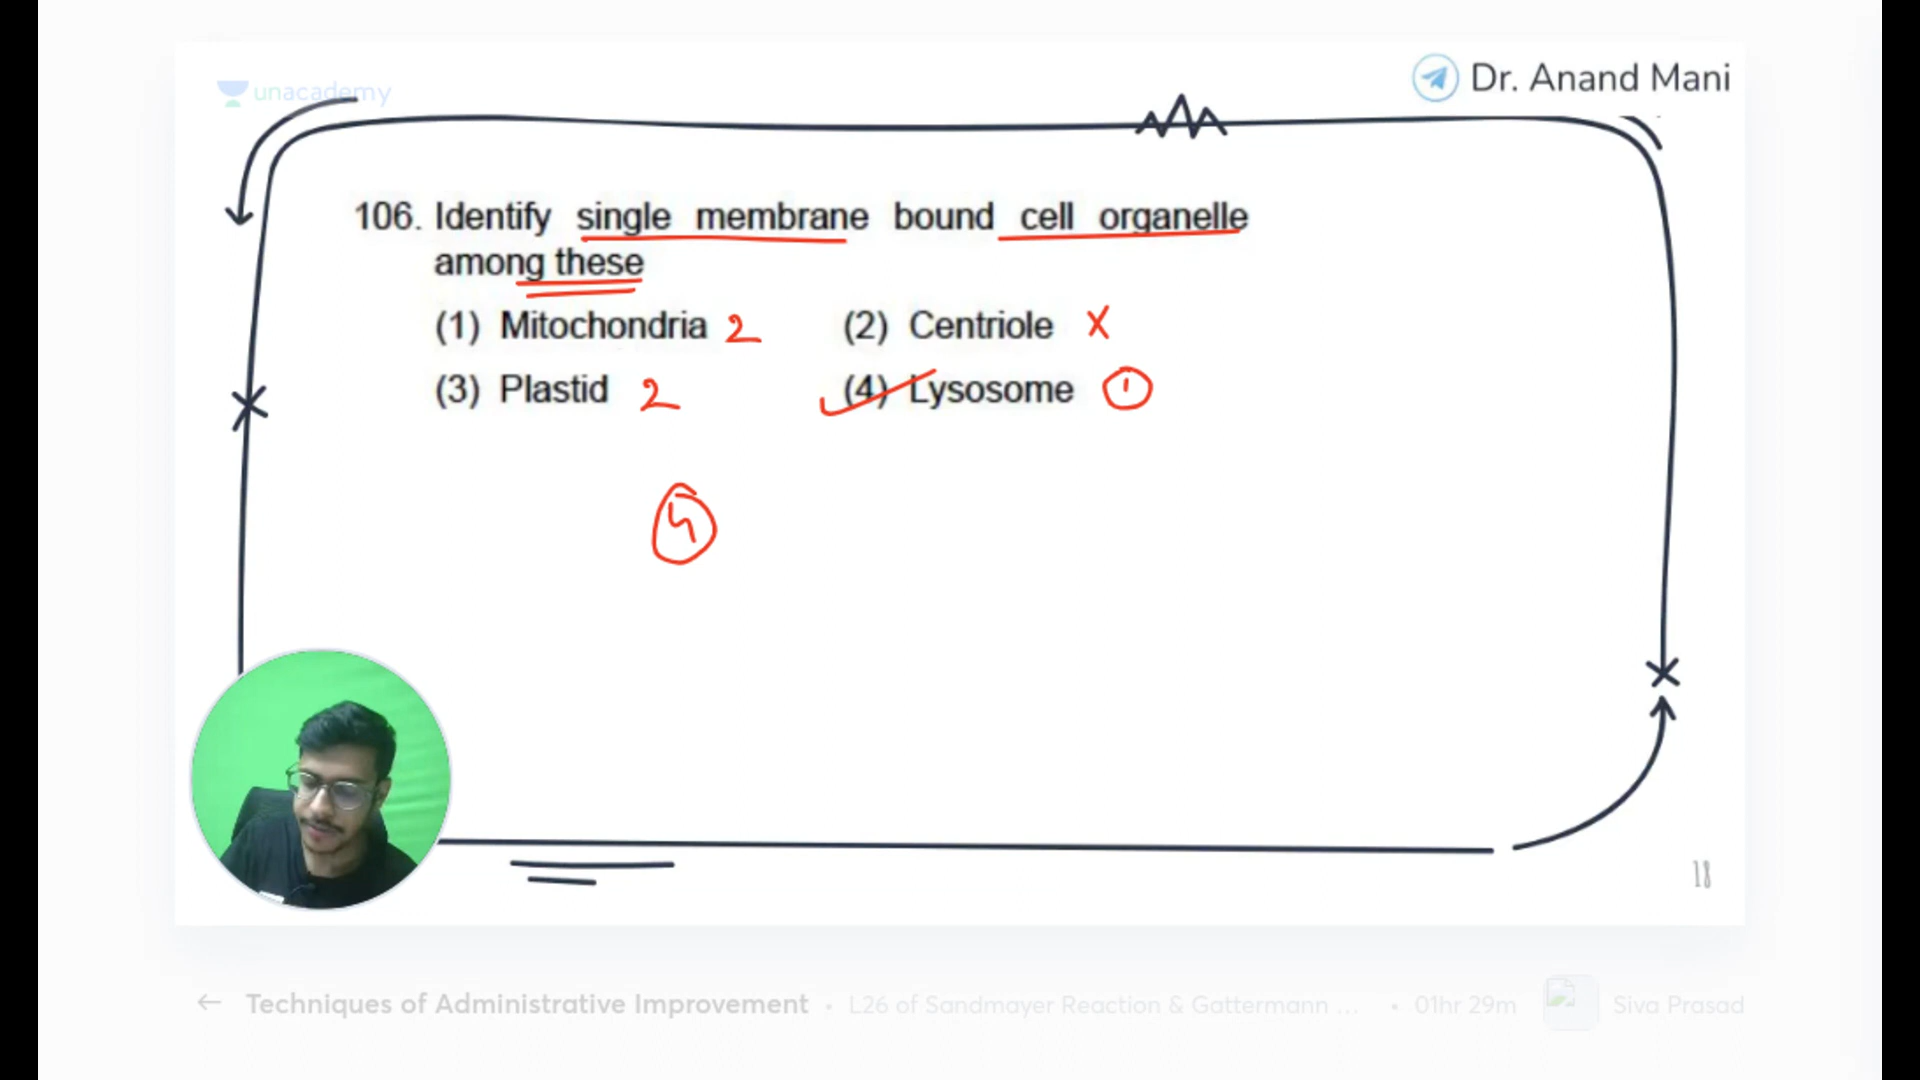 unacademy
Dr. Anand Mani
106. Identify single membrane bound cell organelle
among these
(1) Mitochondria 2 (2) Centriole X
(3) Plastid 2 (4) Lysosome 1
4
18
Techniques of Administrative Improvement • L26 of Sandmayer Reaction & Gattermann ... • 01hr 29m Siva Prasad